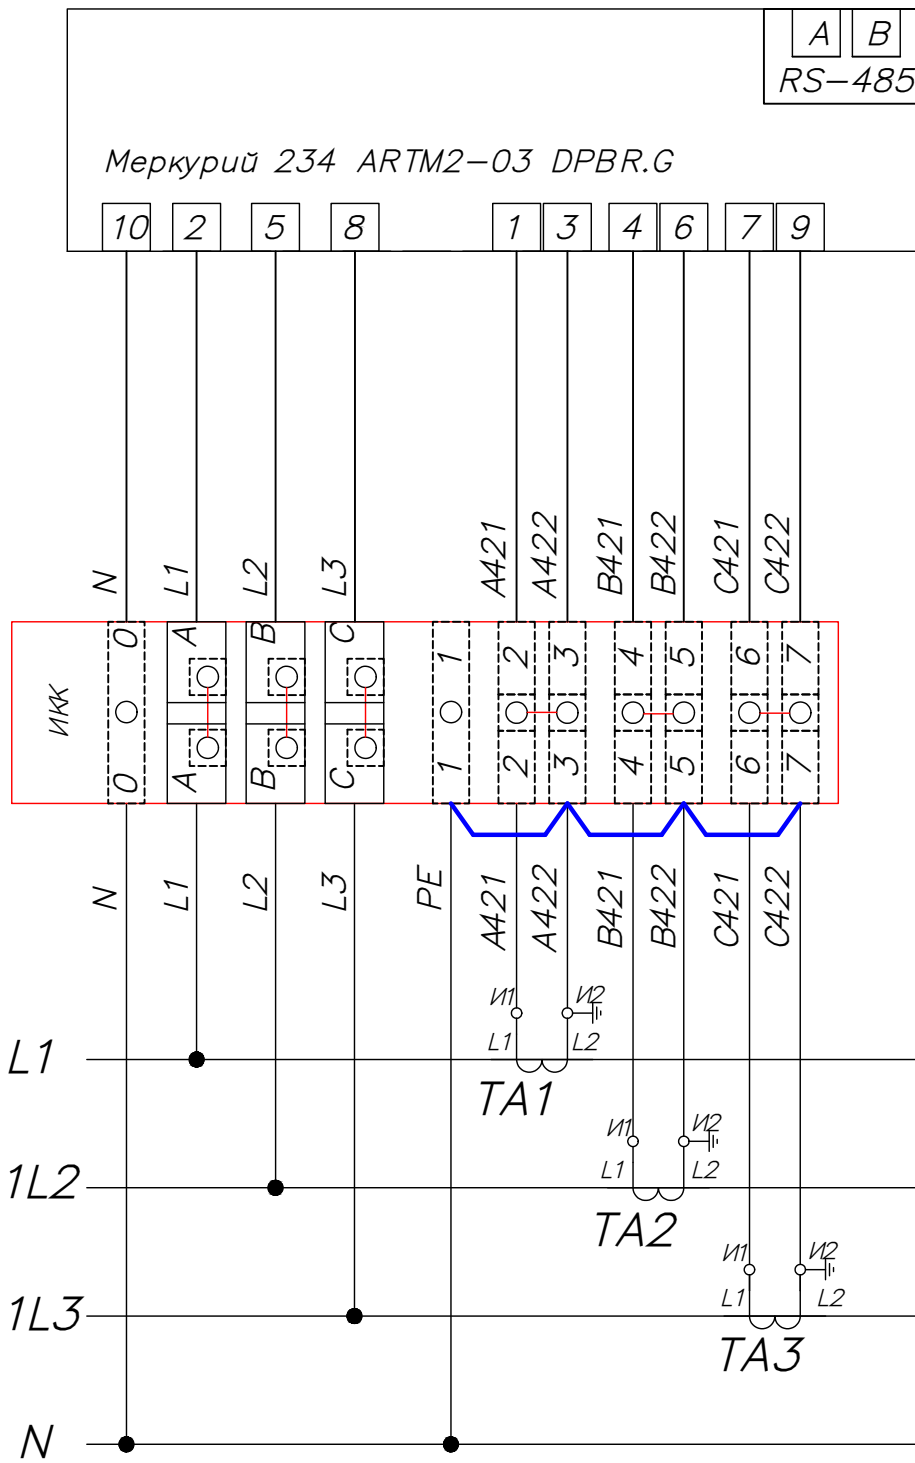 A B
RS-485
Меркурий 234 ARTM2-03 DPBR.G
10 2 5 8 1 3 4 6 7 9
N L1 L2 L3 A421 A422 B421 B422 C421 C422
ИКК
0 A B C 1 2 3 4 5 6 7
0 A B C 1 2 3 4 5 6 7
N L1 L2 L3 PE A421 A422 B421 B422 C421 C422
И1 И2
L1 L2
L1
TA1
И1 И2
L1 L2
1L2
TA2
И1 И2
L1 L2
1L3
TA3
N